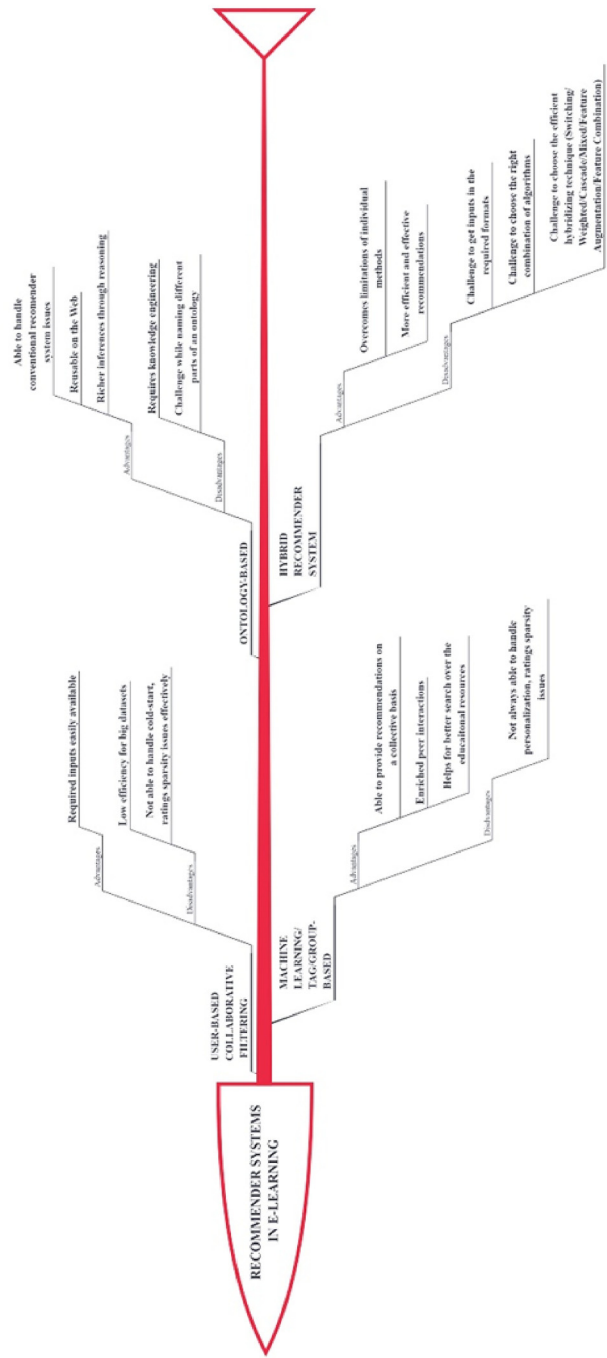 RECOMMENDER SYSTEMS
IN E-LEARNING
USER-BASED
COLLABORATIVE
FILTERING
Advantages
Required inputs easily available
Disadvantages
Low efficiency for big datasets
Not able to handle cold-start,
ratings sparsity issues effectively
ONTOLOGY-BASED
Advantages
Able to handle
conventional recomender
system issues
Reusable on the Web
Richer inferences through reasoning
Disadvantages
Requires knowledge engineering
Challenge while naming different
parts of an ontology
MACHINE
LEARNING/
TAG/GROUP-
BASED
Advantages
Able to provide recommendations on
a collective basis
Enriched peer interactions
Helps for better search over the
educaitonal resources
Disdvantages
Not always able to handle
personalization, ratings sparsity
issues
HYBRID
RECOMMENDER
SYSTEM
Advantages
Overcomes limitations of individual
methods
More efficient and effective
recommendations
Disadvantages
Challenge to get inputs in the
required formats
Challenge to choose the right
combination of algorithms
Challenge to choose the efficient
hybridizing technique (Switching/
Weighted/Cascade/Mixed/Feature
Augmentation/Feature Combination)